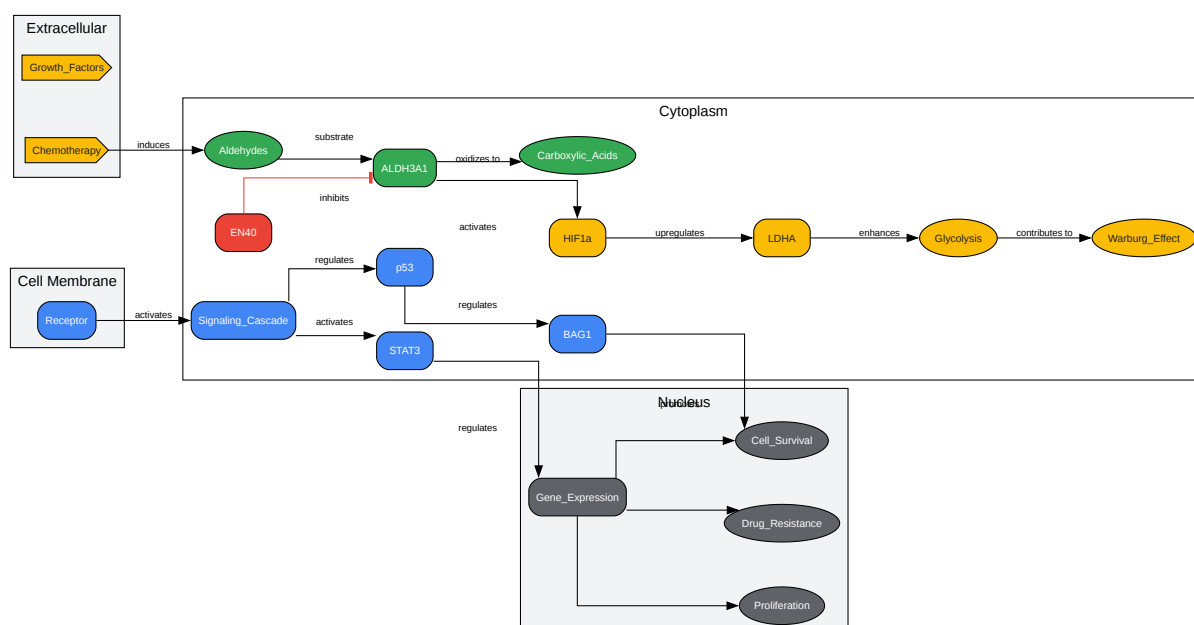 Extracellular
Growth_Factors
Chemotherapy
induces
Cytoplasm
Aldehydes
substrate
ALDH3A1
oxidizes to
Carboxylic_Acids
inhibits
EN40
activates
HIF1a
upregulates
LDHA
enhances
Glycolysis
contributes to
Warburg_Effect
Cell Membrane
Receptor
activates
Signaling_Cascade
regulates
p53
activates
STAT3
regulates
BAG1
Nucleus
promotes
regulates
Cell_Survival
Gene_Expression
Drug_Resistance
Proliferation